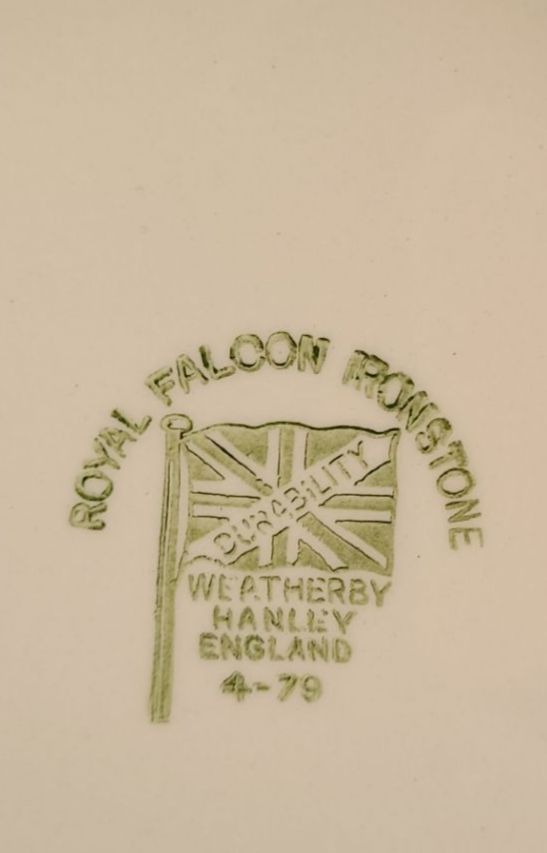 ROYAL FALCON IRONSTONE
DURABILITY
WEATHERBY
HANLEY
ENGLAND
4-79